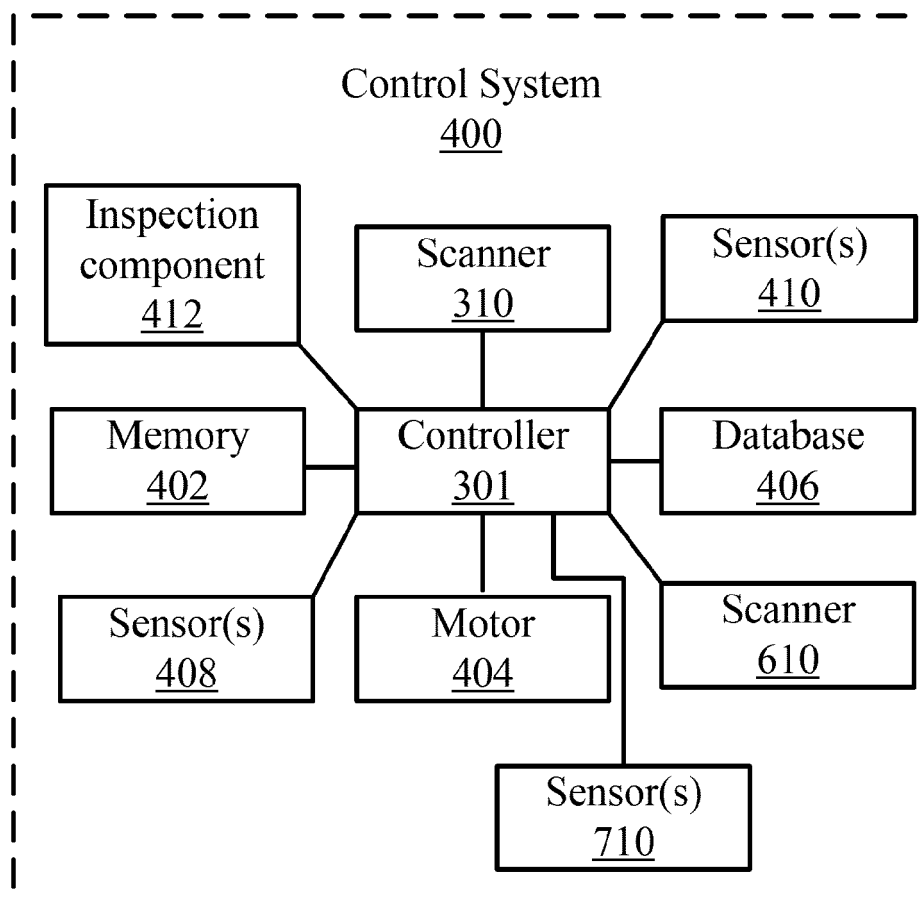 Control System
400
Inspection
component
412
Scanner
310
Sensor(s)
410
Memory
402
Controller
301
Database
406
Sensor(s)
408
Motor
404
Scanner
610
Sensor(s)
710